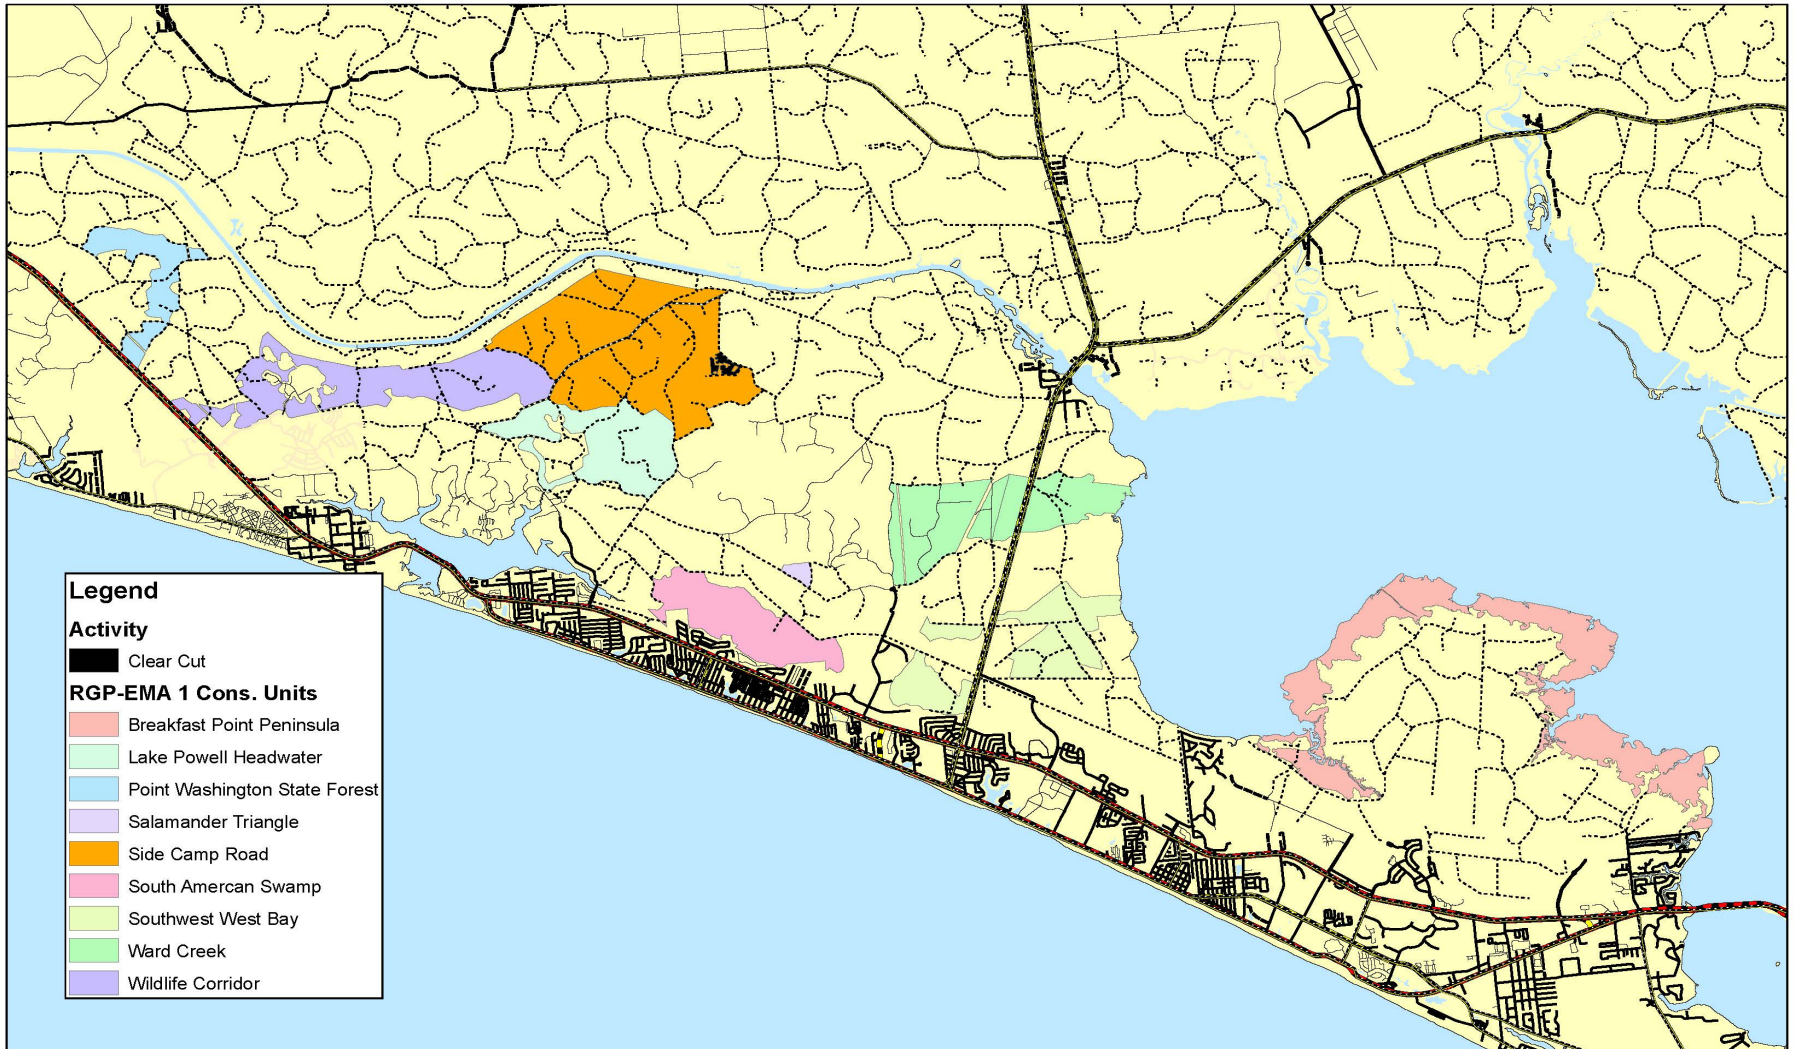 Legend
Activity
Clear Cut
RGP-EMA 1 Cons. Units
Breakfast Point Peninsula
Lake Powell Headwater
Point Washington State Forest
Salamander Triangle
Side Camp Road
South Amercan Swamp
Southwest West Bay
Ward Creek
Wildlife Corridor